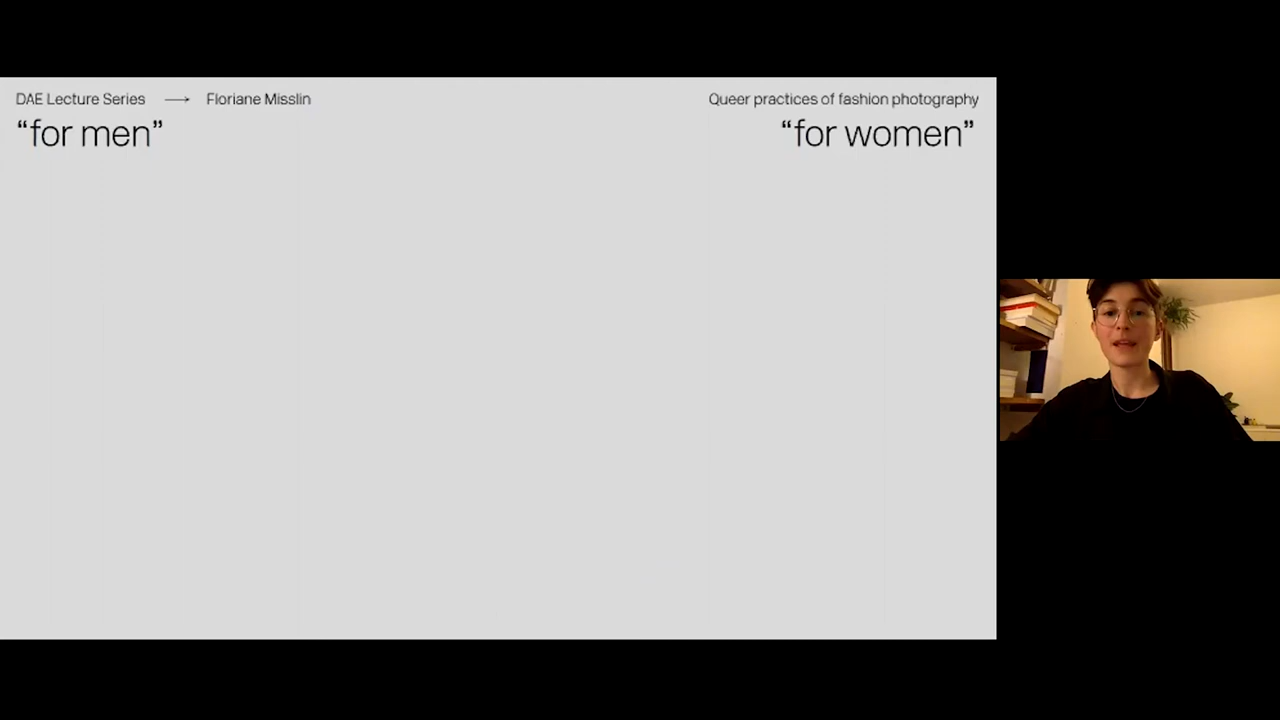 DAE Lecture Series → Floriane Misslin
Queer practices of fashion photography
“for men”
“for women”